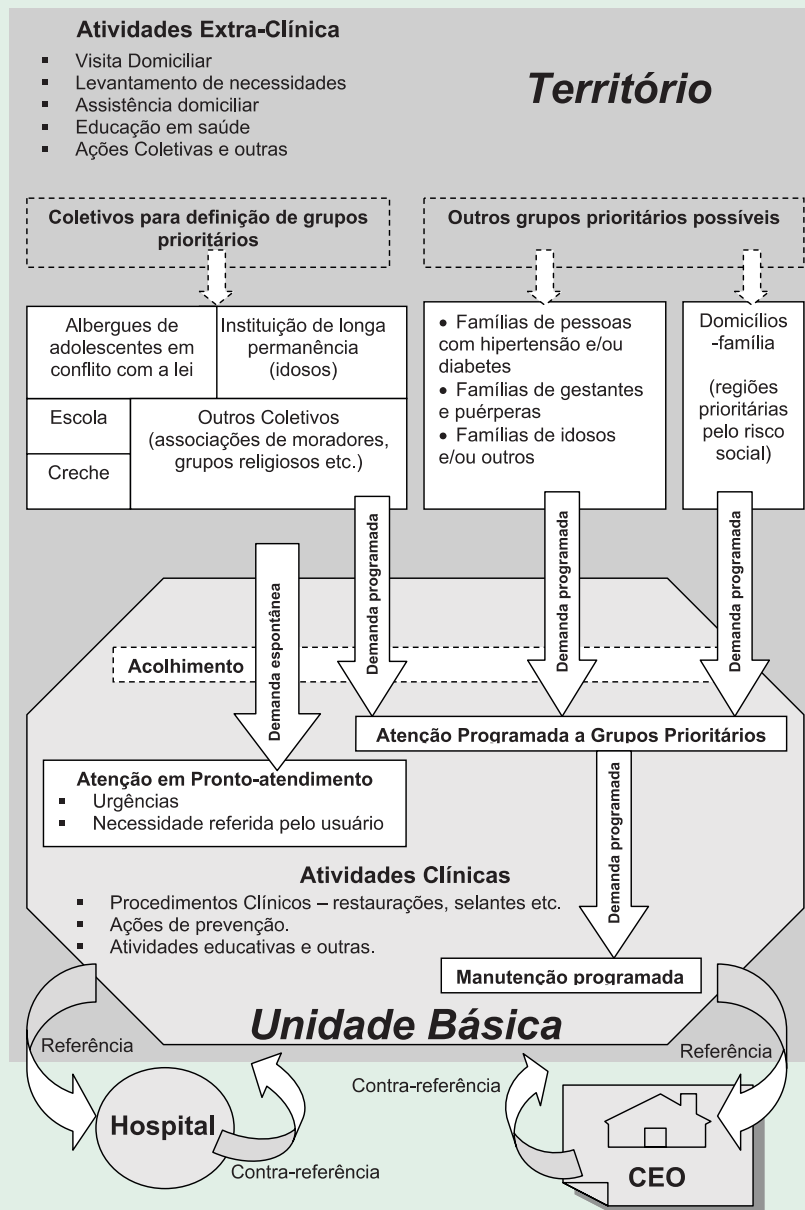 Atividades Extra-Clínica
▪ Visita Domiciliar
▪ Levantamento de necessidades
▪ Assistência domiciliar
▪ Educação em saúde
▪ Ações Coletivas e outras
Território
Coletivos para definição de grupos
prioritários
Outros grupos prioritários possíveis
Albergues de
adolescentes em
conflito com a lei
Instituição de longa
permanência
(idosos)
Escola
Creche
Outros Coletivos
(associações de moradores,
grupos religiosos etc.)
• Famílias de pessoas
com hipertensão e/ou
diabetes
• Famílias de gestantes
e puérperas
• Famílias de idosos
e/ou outros
Domicílios
-família
(regiões
prioritárias
pelo risco
social)
Demanda espontânea
Demanda programada
Demanda programada
Demanda programada
Acolhimento
Atenção Programada a Grupos Prioritários
Atenção em Pronto-atendimento
▪ Urgências
▪ Necessidade referida pelo usuário
Demanda programada
Atividades Clínicas
▪ Procedimentos Clínicos – restaurações, selantes etc.
▪ Ações de prevenção.
▪ Atividades educativas e outras.
Manutenção programada
Unidade Básica
Referência
Referência
Hospital
Contra-referência
Contra-referência
CEO